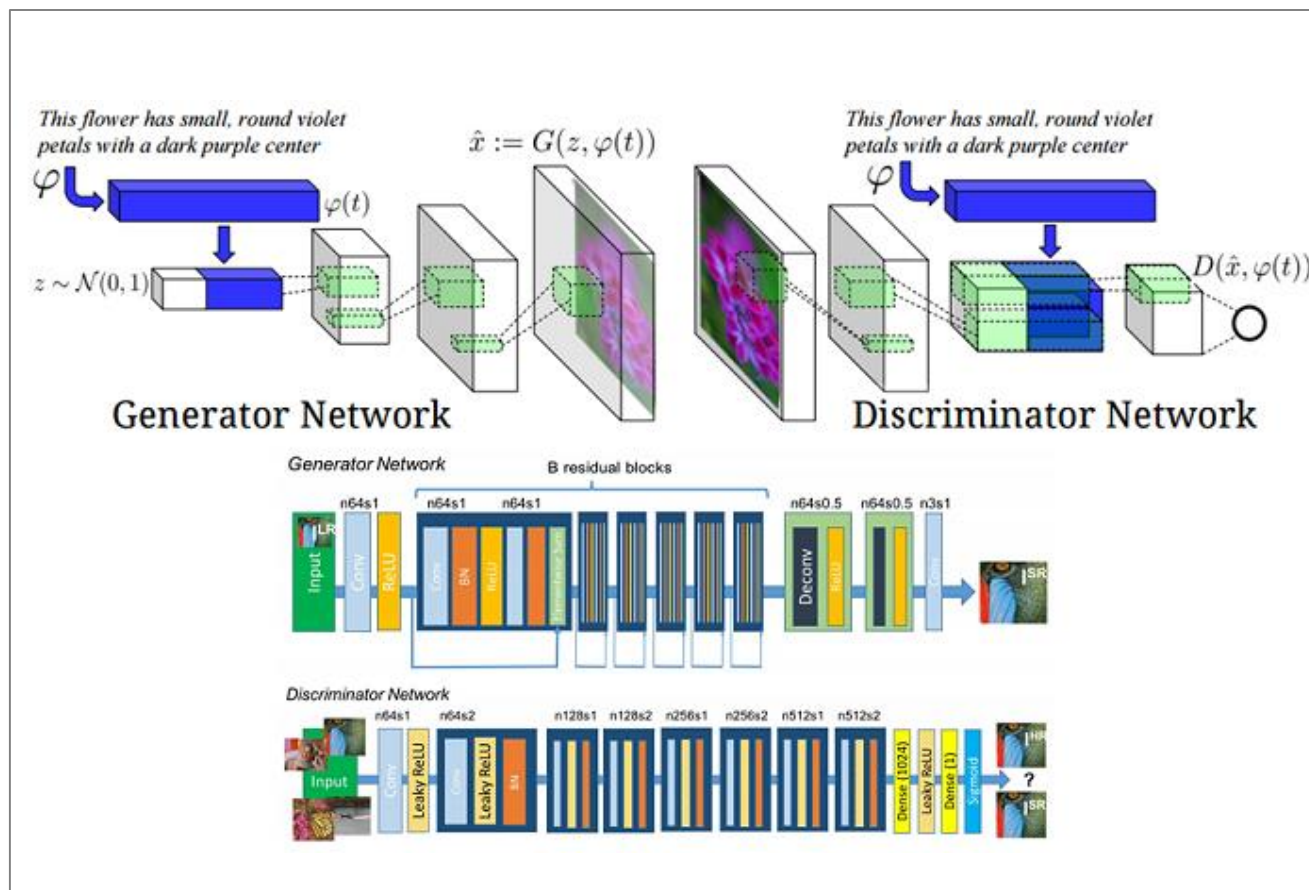 This flower has small, round violet
petals with a dark purple center
φ
φ(t)
z ∼ N(0, 1)
x̂ := G(z, φ(t))
Generator Network
This flower has small, round violet
petals with a dark purple center
φ
D(x̂, φ(t))
Discriminator Network
Generator Network
B residual blocks
n64s1
n64s1
n64s1
n64s0.5
n64s0.5
n3s1
Input
I LR
Conv
ReLU
Conv
BN
ReLU
Elementwise Sum
Deconv
ReLU
Conv
I SR
Discriminator Network
n64s1
n64s2
n128s1
n128s2
n256s1
n256s2
n512s1
n512s2
Input
Conv
Leaky ReLU
Conv
Leaky ReLU
BN
Dense (1024)
Leaky ReLU
Dense (1)
Sigmoid
I HR
?
I SR